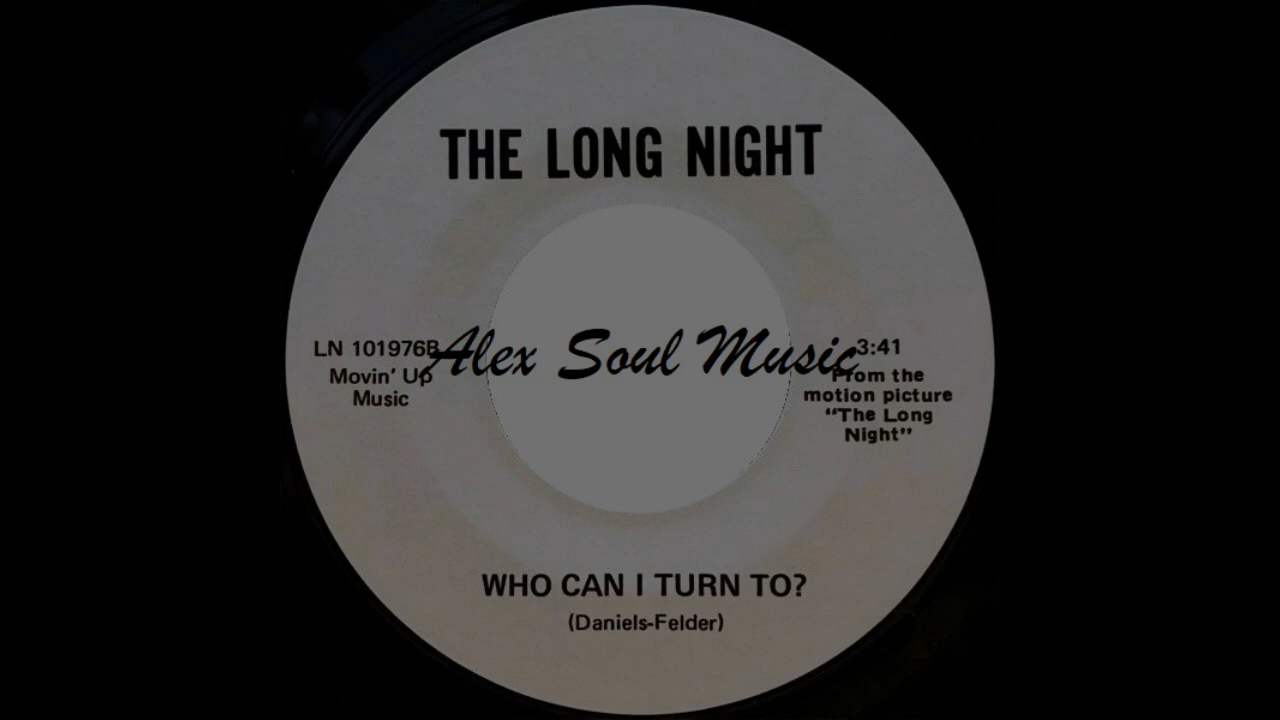 THE LONG NIGHT
LN 101976B
Movin' Up
Music
Alex Soul Music
3:41
From the
motion picture
"The Long
Night"
WHO CAN I TURN TO?
(Daniels-Felder)